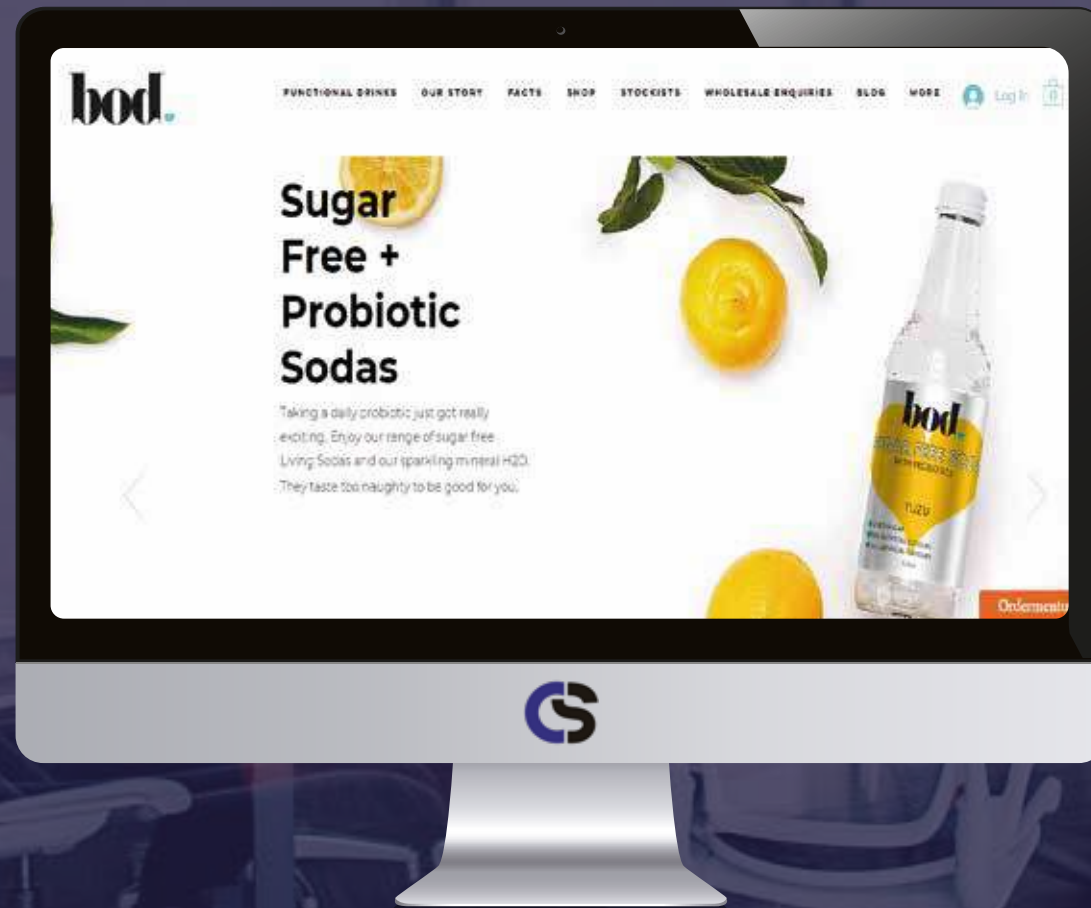 bod.
FUNCTIONAL DRINKS OUR STORY FACTS SHOP STOCKISTS WHOLESALE ENQUIRIES BLOG MORE Log In 0
Sugar
Free +
Probiotic
Sodas
Taking a daily probiotic just got really
exciting. Enjoy our range of sugar free
Living Sodas and our sparkling mineral H2O.
They taste too naughty to be good for you.
bod.
YUZU
CS